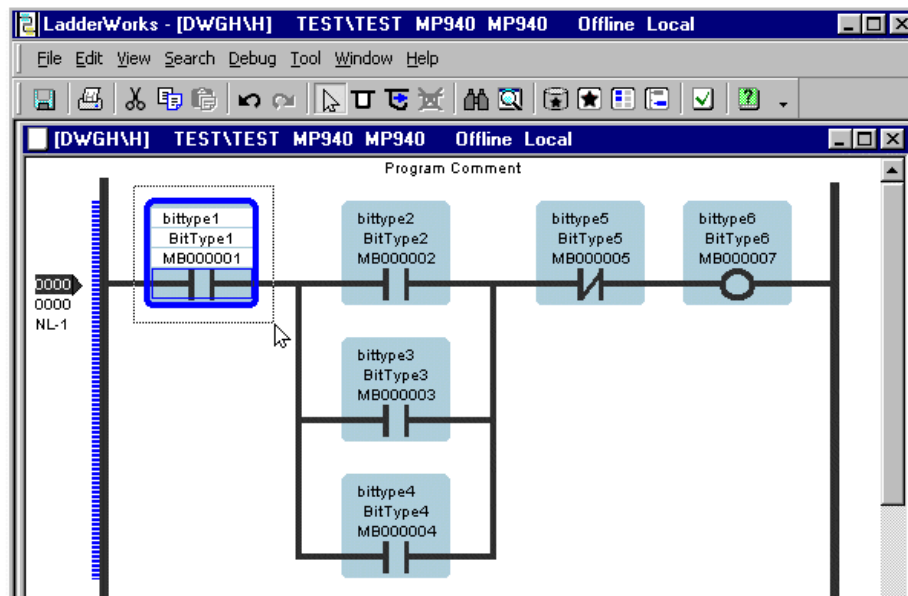 LadderWorks - [DWGH\H] TEST\TEST MP940 MP940 Offline Local
File Edit View Search Debug Tool Window Help
[DWGH\H] TEST\TEST MP940 MP940 Offline Local
Program Comment
bittype1
BitType1
MB000001
bittype2
BitType2
MB000002
bittype5
BitType5
MB000005
bittype6
BitType6
MB000007
0000
0000
NL-1
bittype3
BitType3
MB000003
bittype4
BitType4
MB000004